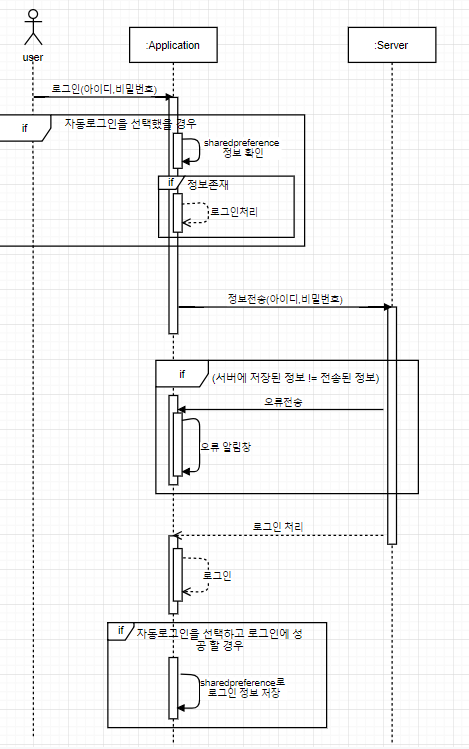 user
:Application
:Server
로그인(아이디,비밀번호)
if
자동로그인을 선택했을 경우
sharedpreference
정보 확인
if
정보존재
로그인처리
정보전송(아이디,비밀번호)
if
(서버에 저장된 정보 != 전송된 정보)
오류전송
오류 알림창
로그인 처리
로그인
if
자동로그인을 선택하고 로그인에 성
공 할 경우
sharedpreference로
로그인 정보 저장